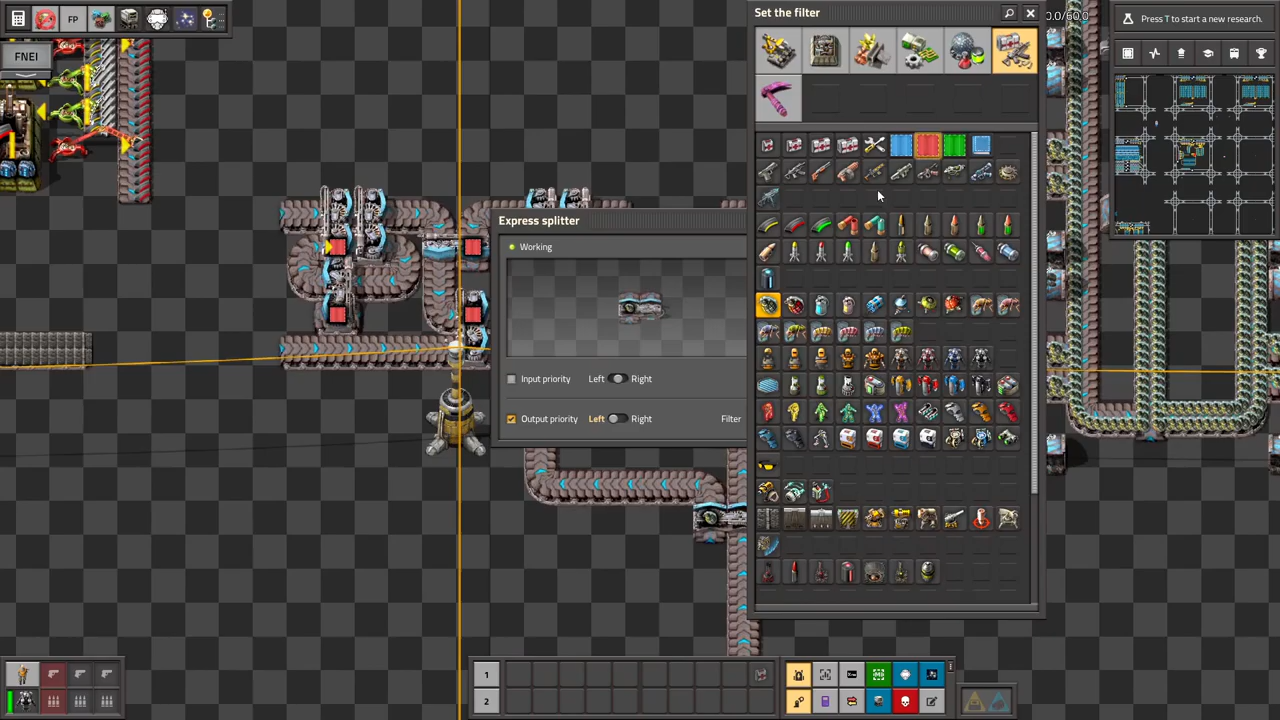 FP
FNEI
Set the filter
0.0/60.0
Press T to start a new research.
Express splitter
Working
Input priority
Left
Right
Output priority
Left
Right
Filter
1
2